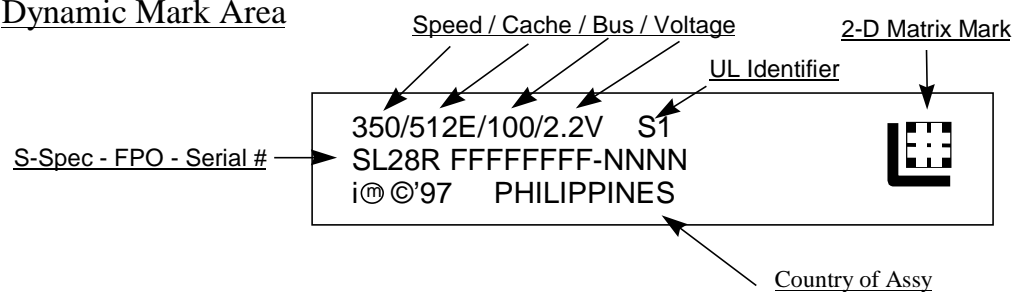 Dynamic Mark Area
Speed / Cache / Bus / Voltage
2-D Matrix Mark
UL Identifier
350/512E/100/2.2V S1
S-Spec - FPO - Serial #
SL28R FFFFFFFF-NNNN
iⓜ©’97 PHILIPPINES
Country of Assy